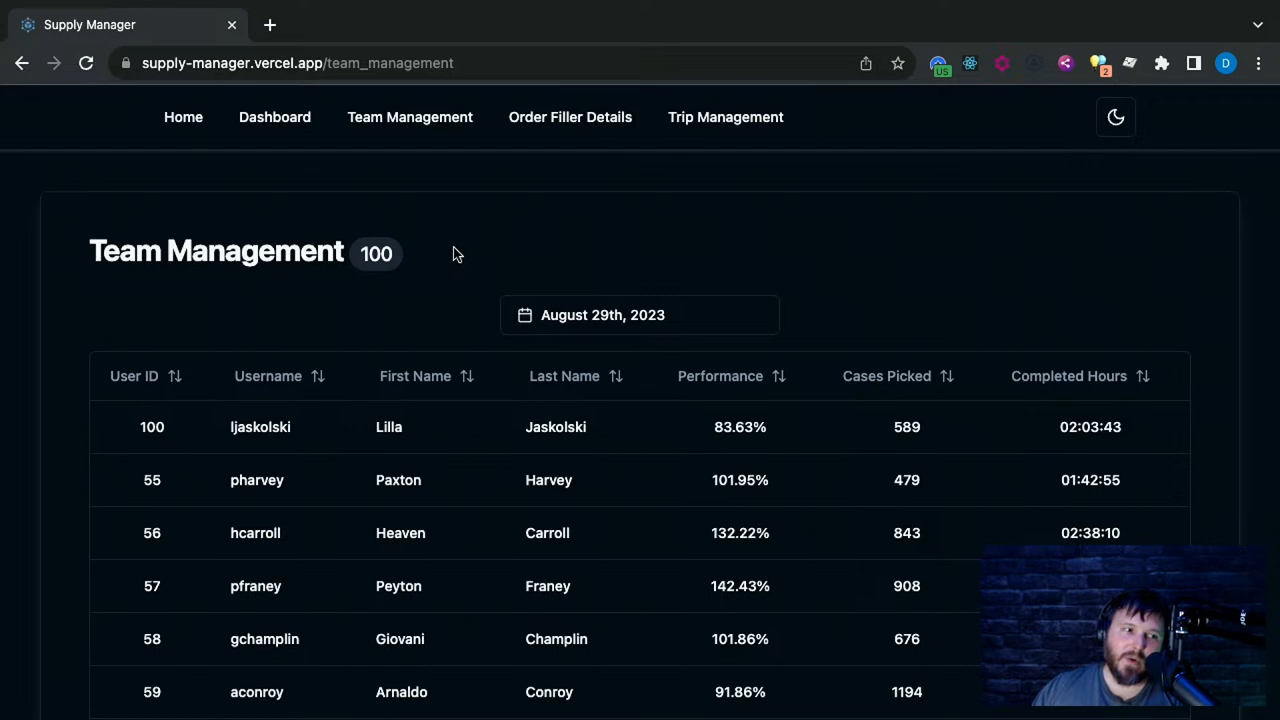 Supply Manager
supply-manager.vercel.app/team_management
US
2
D
Home Dashboard Team Management Order Filler Details Trip Management
Team Management 100
August 29th, 2023
User ID Username First Name Last Name Performance Cases Picked Completed Hours
100 ljaskolski Lilla Jaskolski 83.63% 589 02:03:43
55 pharvey Paxton Harvey 101.95% 479 01:42:55
56 hcarroll Heaven Carroll 132.22% 843 02:38:10
57 pfraney Peyton Franey 142.43% 908
58 gchamplin Giovani Champlin 101.86% 676
59 aconroy Arnaldo Conroy 91.86% 1194